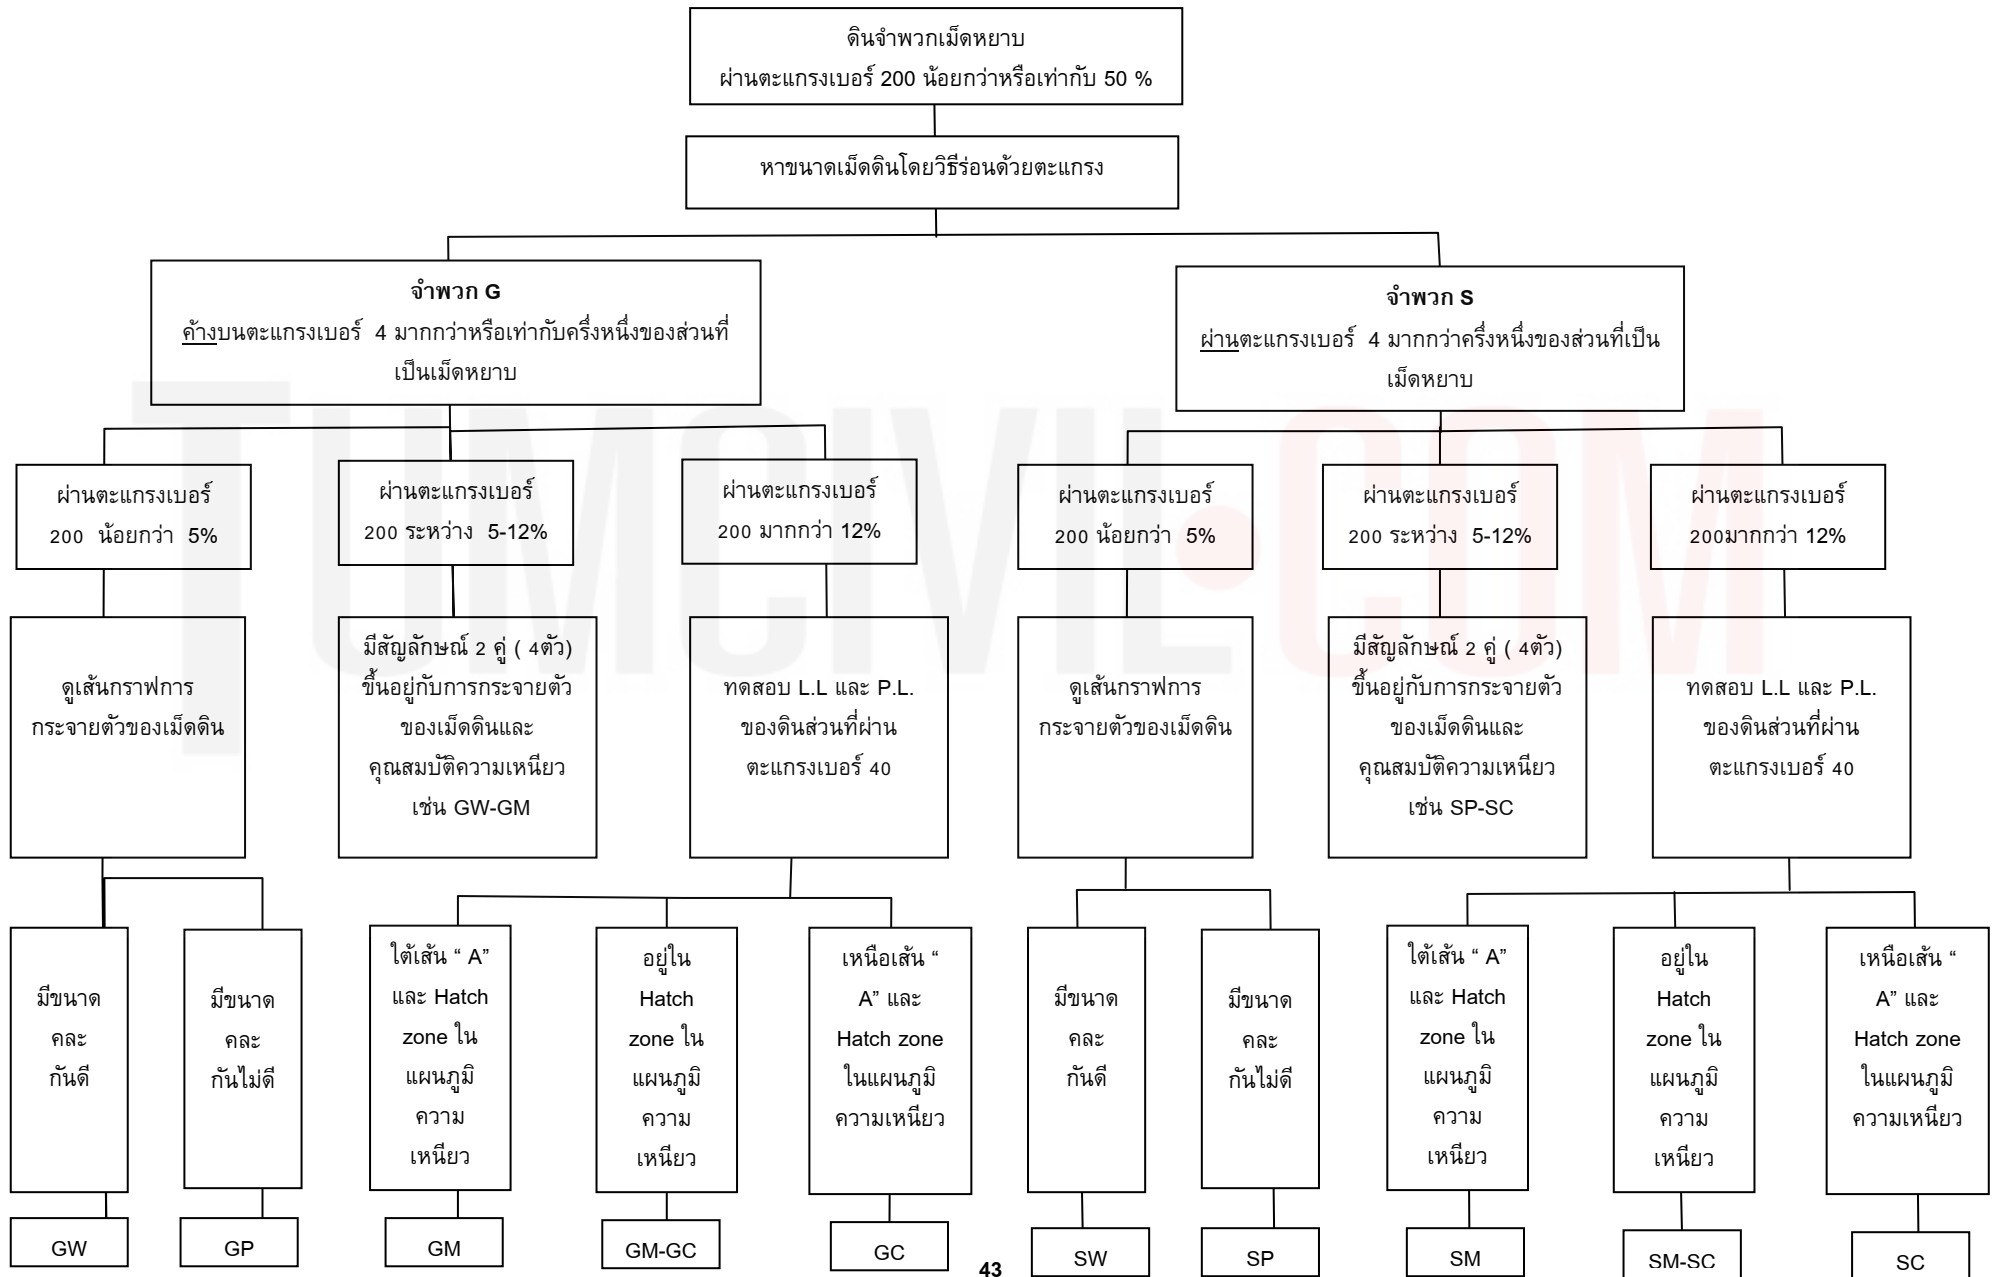 ดินจำพวกเม็ดหยาบ
ผ่านตะแกรงเบอร์ 200 น้อยกว่าหรือเท่ากับ 50 %
หาขนาดเม็ดดินโดยวิธีร่อนด้วยตะแกรง
จำพวก G
ค้างบนตะแกรงเบอร์ 4 มากกว่าหรือเท่ากับครึ่งหนึ่งของส่วนที่
เป็นเม็ดหยาบ
จำพวก S
ผ่านตะแกรงเบอร์ 4 มากกว่าครึ่งหนึ่งของส่วนที่เป็น
เม็ดหยาบ
TUMCIVIL.COM
ผ่านตะแกรงเบอร์
200 น้อยกว่า 5%
ผ่านตะแกรงเบอร์
200 ระหว่าง 5-12%
ผ่านตะแกรงเบอร์
200 มากกว่า 12%
ผ่านตะแกรงเบอร์
200 น้อยกว่า 5%
ผ่านตะแกรงเบอร์
200 ระหว่าง 5-12%
ผ่านตะแกรงเบอร์
200มากกว่า 12%
ดูเส้นกราฟการ
กระจายตัวของเม็ดดิน
มีสัญลักษณ์ 2 คู่ ( 4ตัว)
ขึ้นอยู่กับการกระจายตัว
ของเม็ดดินและ
คุณสมบัติความเหนียว
เช่น GW-GM
ทดสอบ L.L และ P.L.
ของดินส่วนที่ผ่าน
ตะแกรงเบอร์ 40
ดูเส้นกราฟการ
กระจายตัวของเม็ดดิน
มีสัญลักษณ์ 2 คู่ ( 4ตัว)
ขึ้นอยู่กับการกระจายตัว
ของเม็ดดินและ
คุณสมบัติความเหนียว
เช่น SP-SC
ทดสอบ L.L และ P.L.
ของดินส่วนที่ผ่าน
ตะแกรงเบอร์ 40
มีขนาด
คละ
กันดี
มีขนาด
คละ
กันไม่ดี
ใต้เส้น “ A”
และ Hatch
zone ใน
แผนภูมิ
ความ
เหนียว
อยู่ใน
Hatch
zone ใน
แผนภูมิ
ความ
เหนียว
เหนือเส้น “
A” และ
Hatch zone
ในแผนภูมิ
ความเหนียว
มีขนาด
คละ
กันดี
มีขนาด
คละ
กันไม่ดี
ใต้เส้น “ A”
และ Hatch
zone ใน
แผนภูมิ
ความ
เหนียว
อยู่ใน
Hatch
zone ใน
แผนภูมิ
ความ
เหนียว
เหนือเส้น “
A” และ
Hatch zone
ในแผนภูมิ
ความเหนียว
GW
GP
GM
GM-GC
GC
SW
SP
SM
SM-SC
SC
43